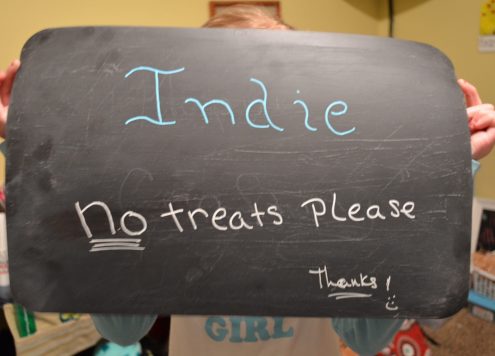 Indie
no treats please
Thanks!
GIRL